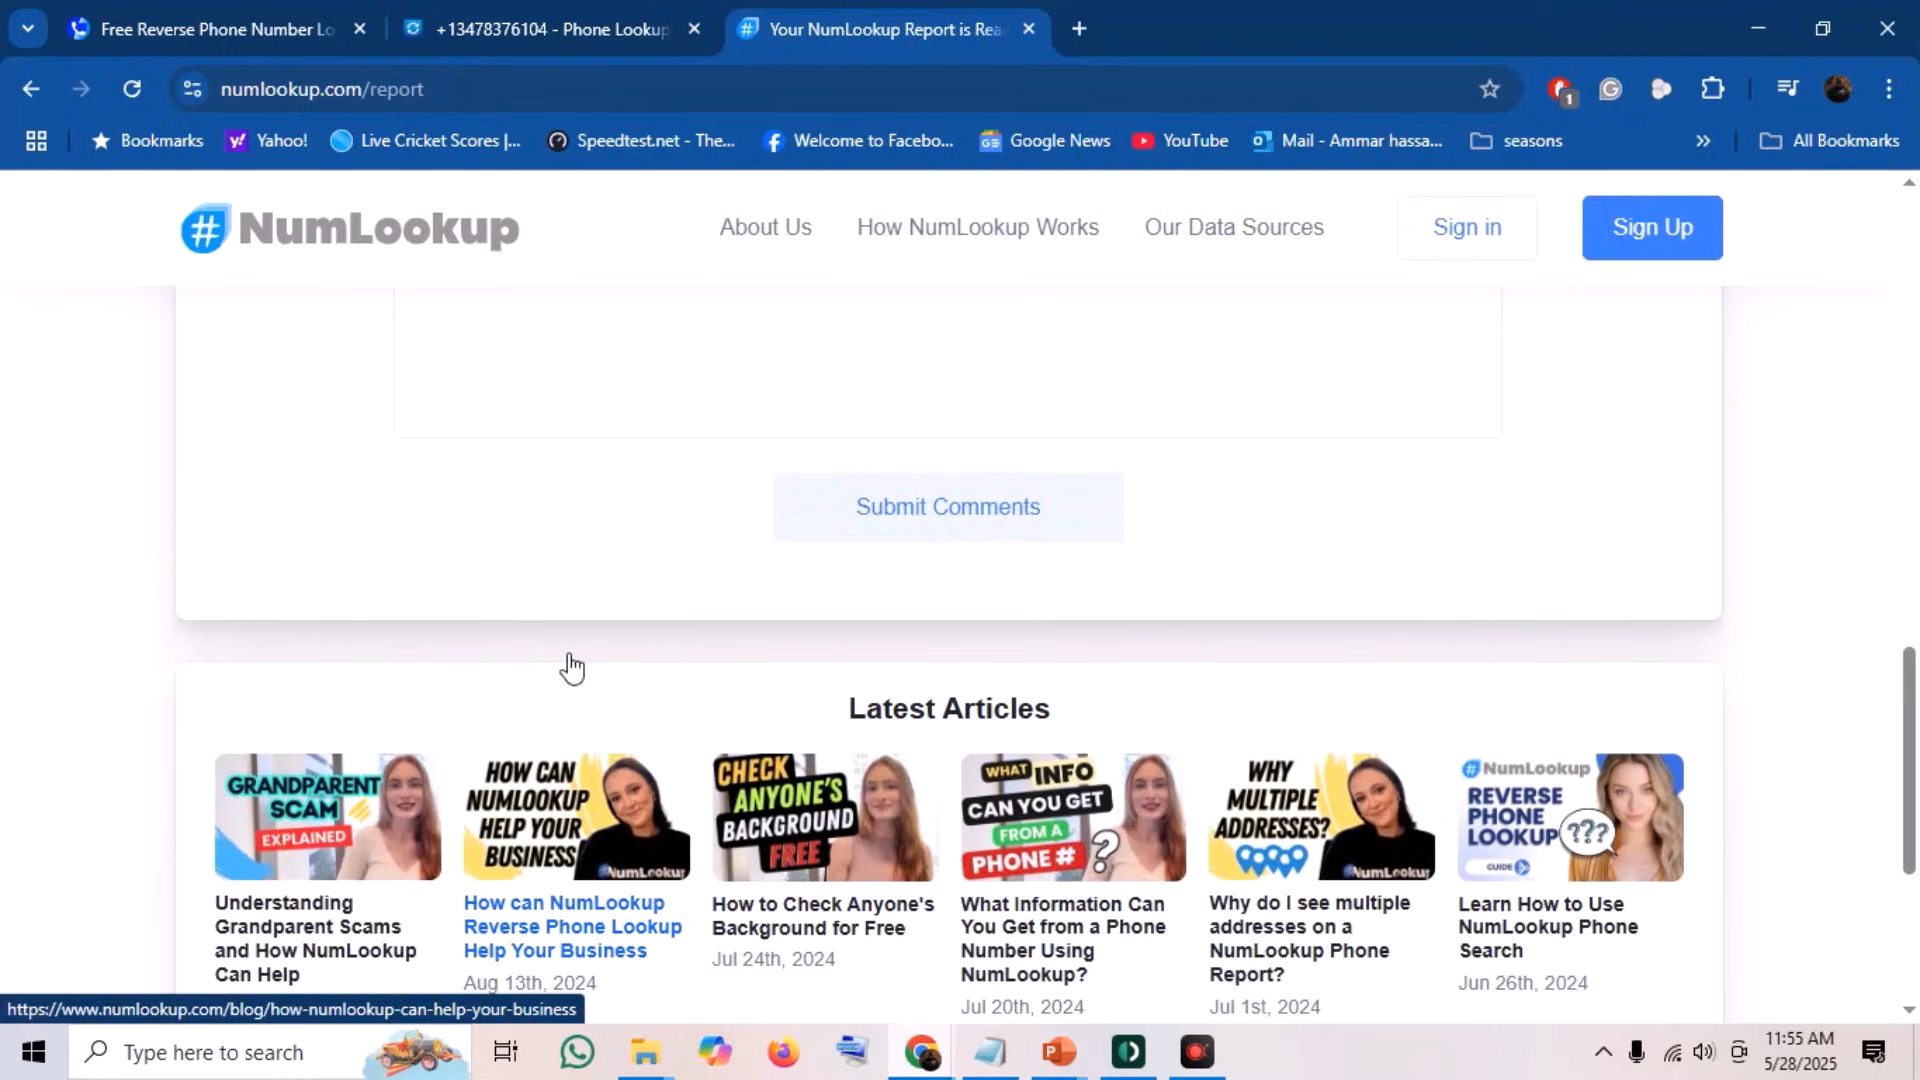 Free Reverse Phone Number Lo
+13478376104 - Phone Lookup
Your NumLookup Report is Rea
numlookup.com/report
1
Bookmarks
Yahoo!
Live Cricket Scores |...
Speedtest.net - The...
Welcome to Facebo...
Google News
YouTube
Mail - Ammar hassa...
seasons
All Bookmarks
# NumLookup
About Us
How NumLookup Works
Our Data Sources
Sign in
Sign Up
Submit Comments
Latest Articles
GRANDPARENT
SCAM
EXPLAINED
HOW CAN
NUMLOOKUP
HELP YOUR
BUSINESS
NumLookup
CHECK
ANYONE'S
BACKGROUND
FREE
WHAT INFO
CAN YOU GET
FROM A
PHONE # ?
WHY
MULTIPLE
ADDRESSES?
NumLookup
# NumLookup
REVERSE
PHONE
LOOKUP
???
GUIDE
Understanding
Grandparent Scams
and How NumLookup
Can Help
How can NumLookup
Reverse Phone Lookup
Help Your Business
Aug 13th, 2024
How to Check Anyone's
Background for Free
Jul 24th, 2024
What Information Can
You Get from a Phone
Number Using
NumLookup?
Jul 20th, 2024
Why do I see multiple
addresses on a
NumLookup Phone
Report?
Jul 1st, 2024
Learn How to Use
NumLookup Phone
Search
Jun 26th, 2024
https://www.numlookup.com/blog/how-numlookup-can-help-your-business
Type here to search
11:55 AM
5/28/2025